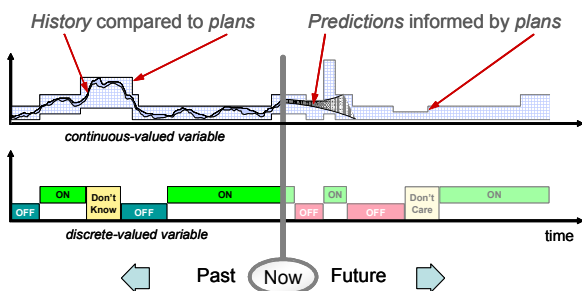 History compared to plans
Predictions informed by plans
continuous-valued variable
OFF ON Don't Know OFF ON OFF ON OFF Don't Care ON
discrete-valued variable
time
Past Now Future